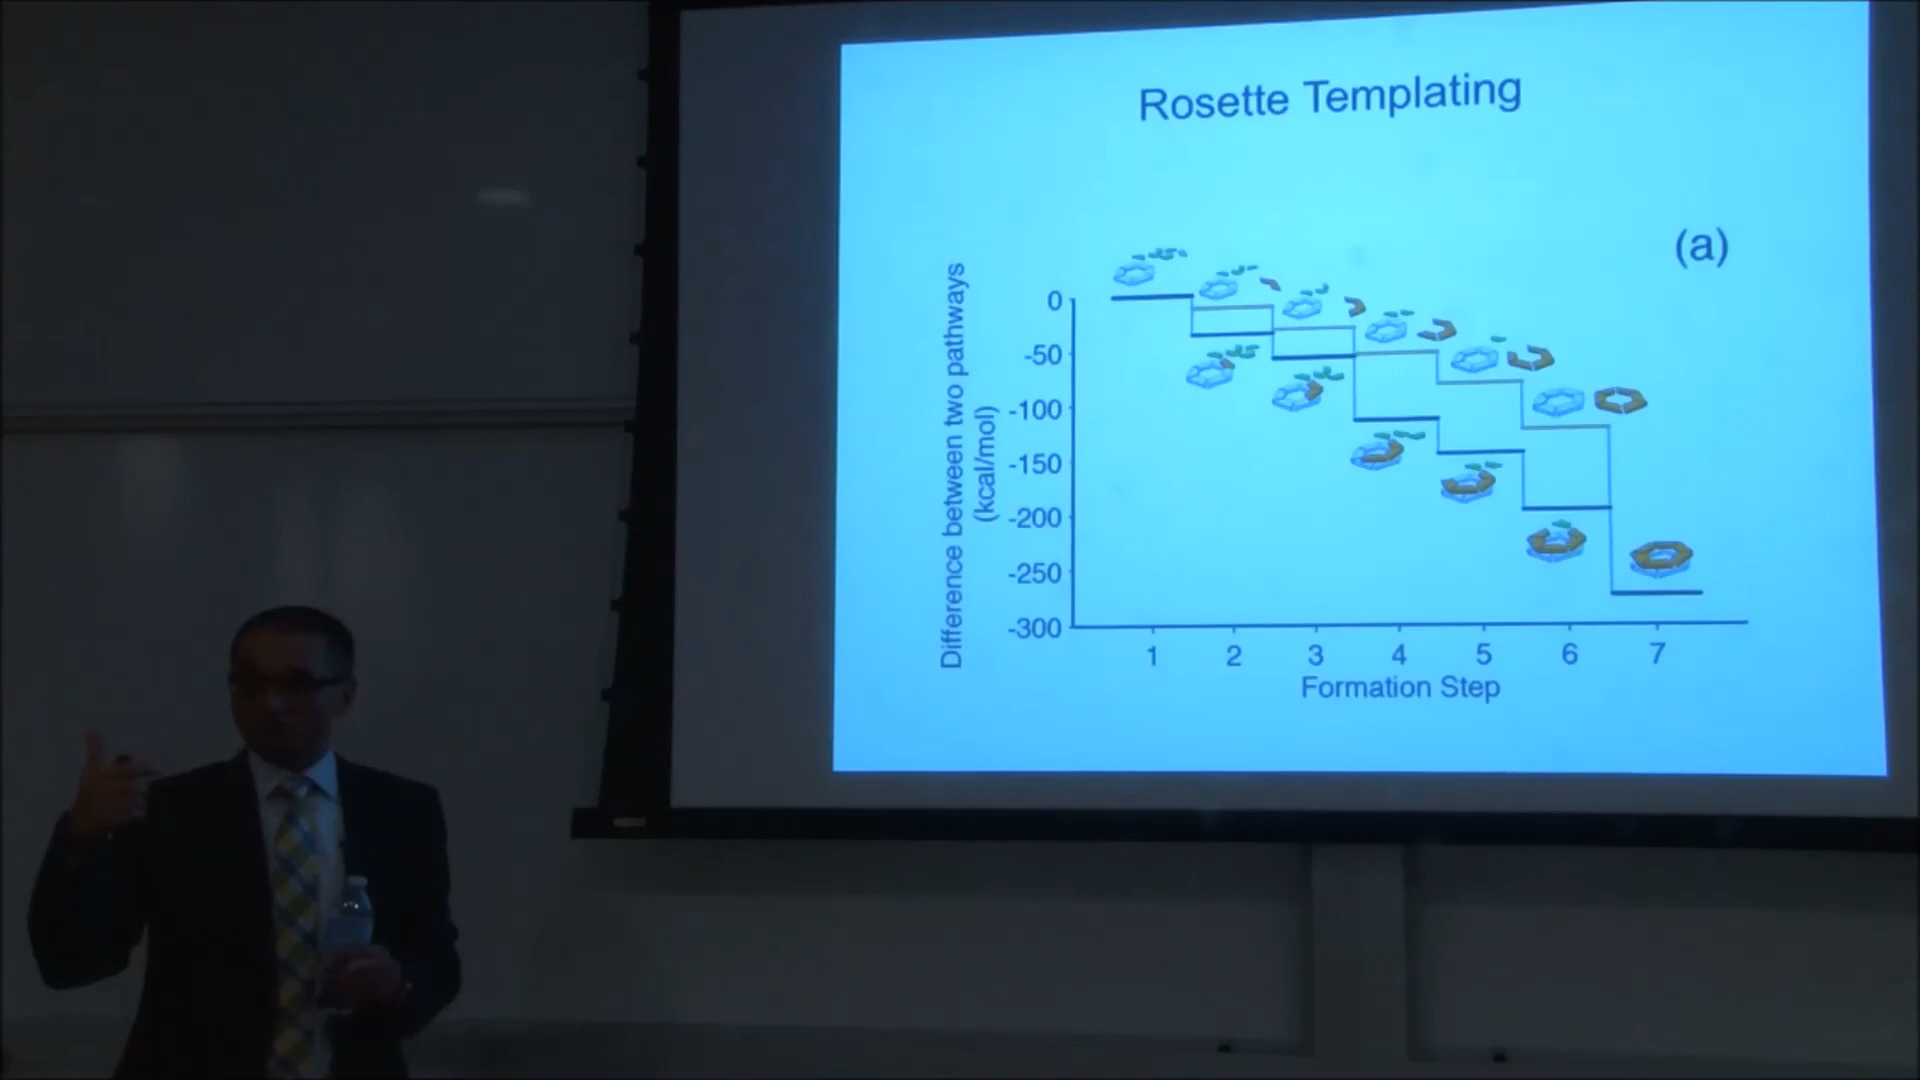 Rosette Templating
(a)
Difference between two pathways
(kcal/mol)
0
-50
-100
-150
-200
-250
-300
1 2 3 4 5 6 7
Formation Step